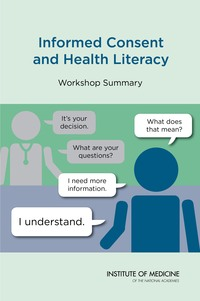 Informed Consent
and Health Literacy
Workshop Summary
It's your
decision.
What does
that mean?
What are your
questions?
I need more
information.
I understand.
INSTITUTE OF MEDICINE
OF THE NATIONAL ACADEMIES